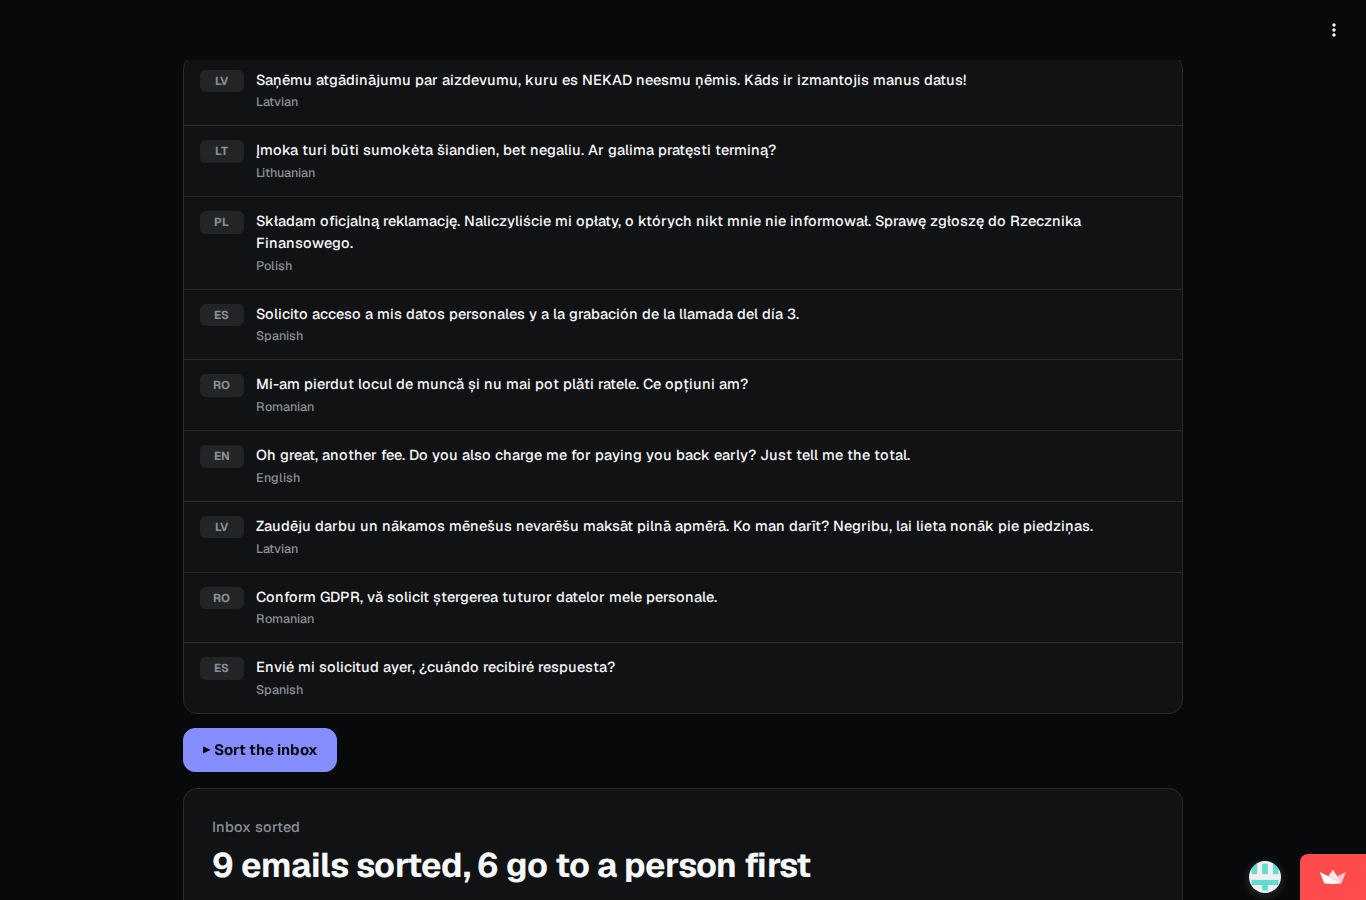 LV Saņēmu atgādinājumu par aizdevumu, kuru es NEKAD neesmu ņēmis. Kāds ir izmantojis manus datus!
Latvian
LT Įmoka turi būti sumokėta šiandien, bet negaliu. Ar galima pratęsti terminą?
Lithuanian
PL Składam oficjalną reklamację. Naliczyliście mi opłaty, o których nikt mnie nie informował. Sprawę zgłoszę do Rzecznika
Finansowego.
Polish
ES Solicito acceso a mis datos personales y a la grabación de la llamada del día 3.
Spanish
RO Mi-am pierdut locul de muncă și nu mai pot plăti ratele. Ce opțiuni am?
Romanian
EN Oh great, another fee. Do you also charge me for paying you back early? Just tell me the total.
English
LV Zaudēju darbu un nākamos mēnešus nevarēšu maksāt pilnā apmērā. Ko man darīt? Negribu, lai lieta nonāk pie piedziņas.
Latvian
RO Conform GDPR, vă solicit ștergerea tuturor datelor mele personale.
Romanian
ES Envié mi solicitud ayer, ¿cuándo recibiré respuesta?
Spanish
▸ Sort the inbox
Inbox sorted
9 emails sorted, 6 go to a person first